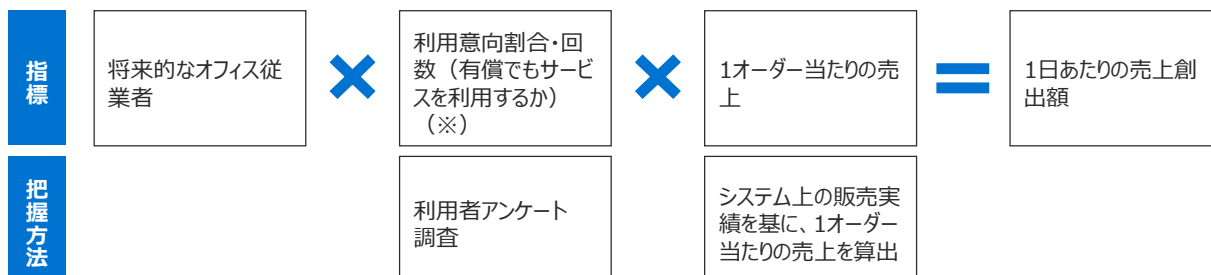 指標
将来的なオフィス従
業者
×
利用意向割合・回
数（有償でもサービ
スを利用するか）
（※）
×
1オーダー当たりの売
上
=
1日あたりの売上創
出額
把握方法
利用者アンケート
調査
システム上の販売実
績を基に、1オーダー
当たりの売上を算出